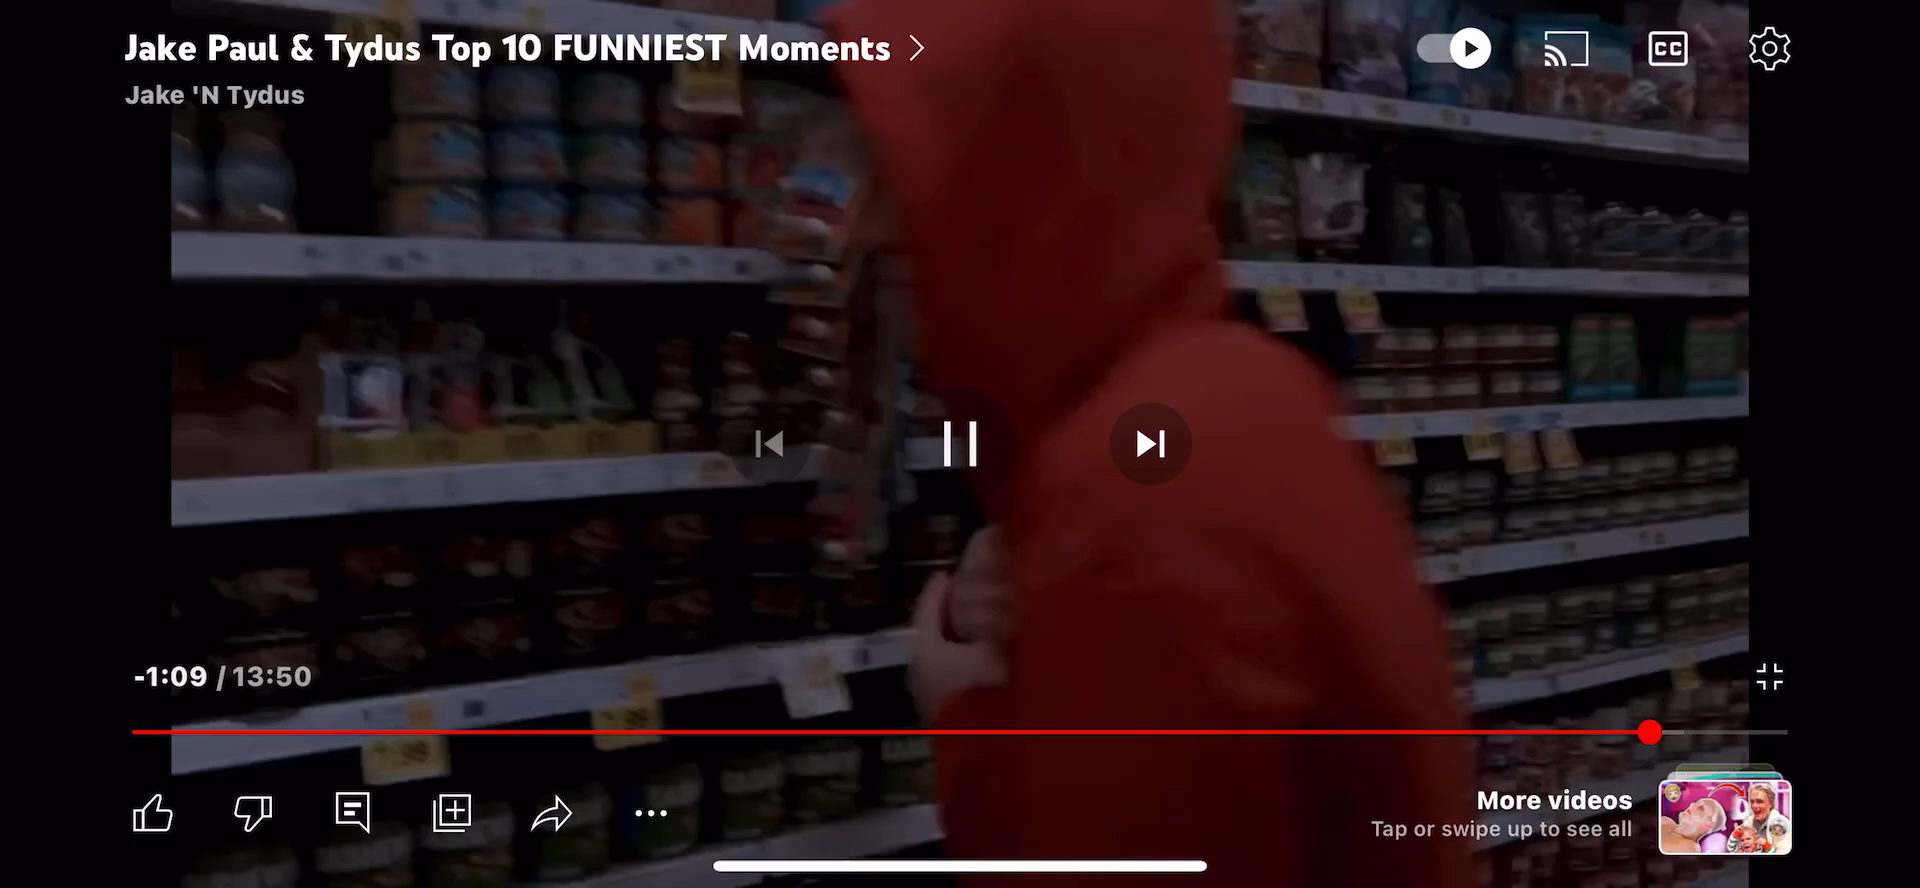 Jake Paul & Tydus Top 10 FUNNIEST Moments
Jake 'N Tydus
CC
-1:09 / 13:50
More videos
Tap or swipe up to see all